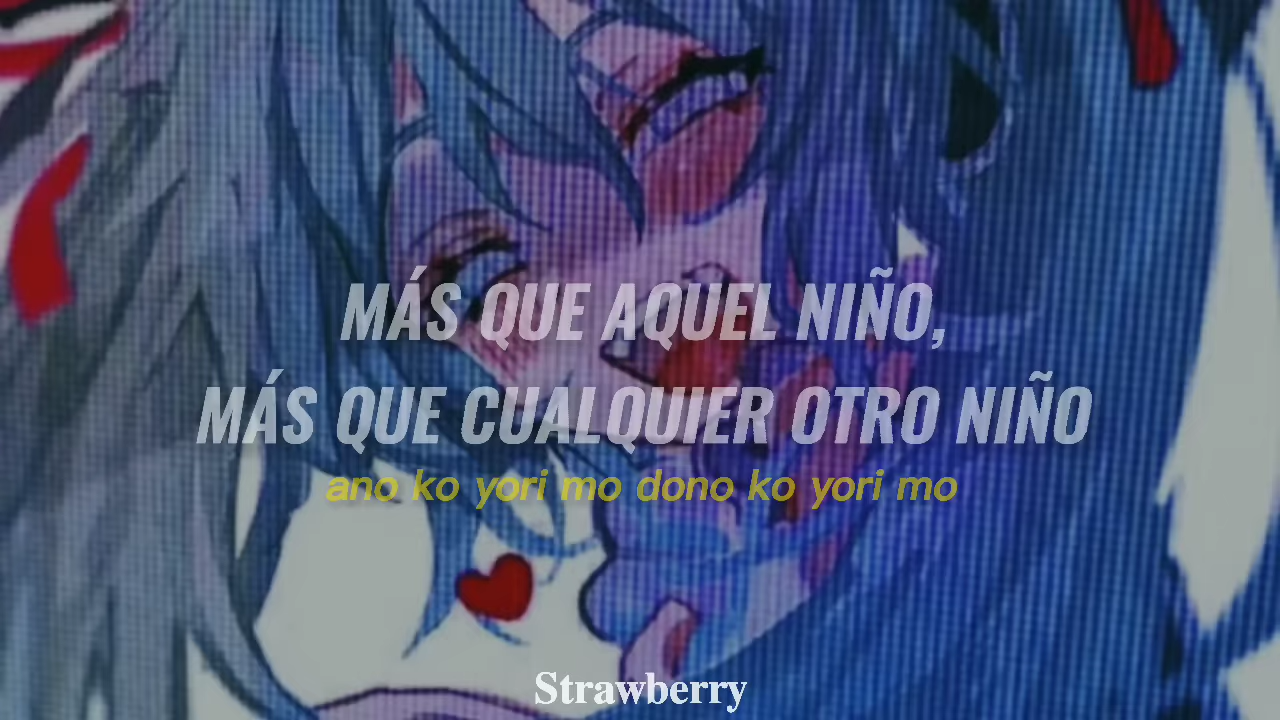 MÁS QUE AQUEL NIÑO,
MÁS QUE CUALQUIER OTRO NIÑO
ano ko yori mo dono ko yori mo
Strawberry